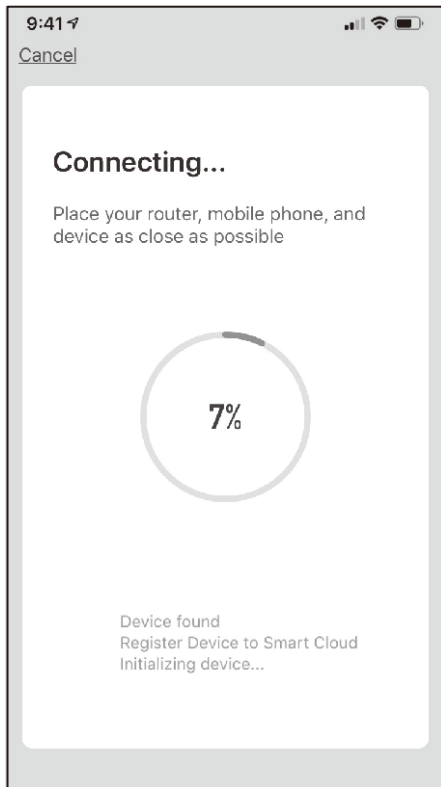 9:41
Cancel
Connecting...
Place your router, mobile phone, and
device as close as possible
7%
Device found
Register Device to Smart Cloud
Initializing device...